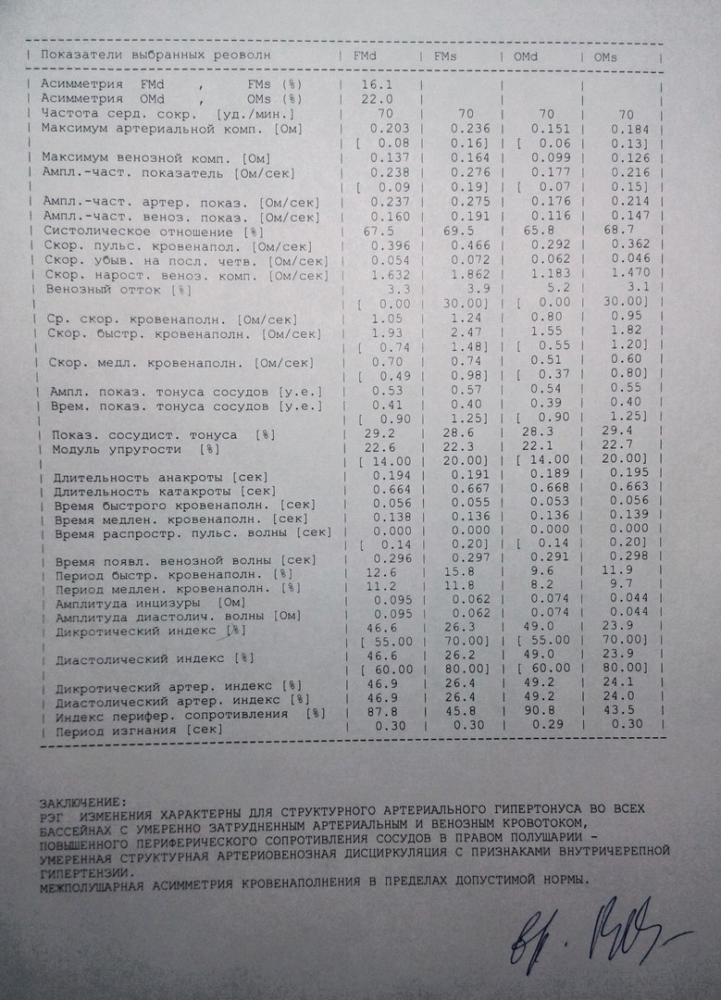 | Показатели выбранных реоволн | FMd | FMs | OMd | OMs |
| Асимметрия FMd , FMs (%) | 16.1 | | | |
| Асимметрия OMd , OMs (%) | 22.0 | | | |
| Частота серд. сокр. [уд./мин.] | 70 | 70 | 70 | 70 |
| Максимум артериальной комп. [Ом] | 0.203 | 0.236 | 0.151 | 0.184 |
| | [ 0.08 | 0.16] | [ 0.06 | 0.13] |
| Максимум венозной комп. [Ом] | 0.137 | 0.164 | 0.099 | 0.126 |
| Ампл.-част. показатель [Ом/сек] | 0.238 | 0.276 | 0.177 | 0.216 |
| | [ 0.09 | 0.19] | [ 0.07 | 0.15] |
| Ампл.-част. артер. показ. [Ом/сек] | 0.237 | 0.275 | 0.176 | 0.214 |
| Ампл.-част. веноз. показ. [Ом/сек] | 0.160 | 0.191 | 0.116 | 0.147 |
| Систолическое отношение [%] | 67.5 | 69.5 | 65.8 | 68.7 |
| Скор. пульс. кровенапол. [Ом/сек] | 0.396 | 0.466 | 0.292 | 0.362 |
| Скор. убыв. на посл. четв. [Ом/сек] | 0.054 | 0.072 | 0.062 | 0.046 |
| Скор. нарост. веноз. комп. [Ом/сек] | 1.632 | 1.862 | 1.183 | 1.470 |
| Венозный отток [%] | 3.3 | 3.9 | 5.2 | 3.1 |
| | [ 0.00 | 30.00] | [ 0.00 | 30.00] |
| Ср. скор. кровенаполн. [Ом/сек] | 1.05 | 1.24 | 0.80 | 0.95 |
| Скор. быстр. кровенаполн. [Ом/сек] | 1.93 | 2.47 | 1.55 | 1.82 |
| | [ 0.74 | 1.48] | [ 0.55 | 1.20] |
| Скор. медл. кровенаполн. [Ом/сек] | 0.70 | 0.74 | 0.51 | 0.60 |
| | [ 0.49 | 0.98] | [ 0.37 | 0.80] |
| Ампл. показ. тонуса сосудов [у.е.] | 0.53 | 0.57 | 0.54 | 0.55 |
| Врем. показ. тонуса сосудов [у.е.] | 0.41 | 0.40 | 0.39 | 0.40 |
| | [ 0.90 | 1.25] | [ 0.90 | 1.25] |
| Показ. сосудист. тонуса [%] | 29.2 | 28.6 | 28.3 | 29.4 |
| Модуль упругости [%] | 22.6 | 22.3 | 22.1 | 22.7 |
| | [ 14.00 | 20.00] | [ 14.00 | 20.00] |
| Длительность анакроты [сек] | 0.194 | 0.191 | 0.189 | 0.195 |
| Длительность катакроты [сек] | 0.664 | 0.667 | 0.668 | 0.663 |
| Время быстрого кровенаполн. [сек] | 0.056 | 0.055 | 0.053 | 0.056 |
| Время медлен. кровенаполн. [сек] | 0.138 | 0.136 | 0.136 | 0.139 |
| Время распростр. пульс. волны [сек] | 0.000 | 0.000 | 0.000 | 0.000 |
| | [ 0.14 | 0.20] | [ 0.14 | 0.20] |
| Время появл. венозной волны [сек] | 0.296 | 0.297 | 0.291 | 0.298 |
| Период быстр. кровенаполн. [%] | 12.6 | 15.8 | 9.6 | 11.9 |
| Период медлен. кровенаполн. [%] | 11.2 | 11.8 | 8.2 | 9.7 |
| Амплитуда инцизуры [Ом] | 0.095 | 0.062 | 0.074 | 0.044 |
| Амплитуда диастолич. волны [Ом] | 0.095 | 0.062 | 0.074 | 0.044 |
| Дикротический индекс [%] | 46.6 | 26.3 | 49.0 | 23.9 |
| | [ 55.00 | 70.00] | [ 55.00 | 70.00] |
| Диастолический индекс [%] | 46.6 | 26.2 | 49.0 | 23.9 |
| | [ 60.00 | 80.00] | [ 60.00 | 80.00] |
| Дикротический артер. индекс [%] | 46.9 | 26.4 | 49.2 | 24.1 |
| Диастолический артер. индекс [%] | 46.9 | 26.4 | 49.2 | 24.0 |
| Индекс перифер. сопротивления [%] | 87.8 | 45.8 | 90.8 | 43.5 |
| Период изгнания [сек] | 0.30 | 0.30 | 0.29 | 0.30 |
ЗАКЛЮЧЕНИЕ:
РЭГ ИЗМЕНЕНИЯ ХАРАКТЕРНЫ ДЛЯ СТРУКТУРНОГО АРТЕРИАЛЬНОГО ГИПЕРТОНУСА ВО ВСЕХ
БАССЕЙНАХ С УМЕРЕННО ЗАТРУДНЕННЫМ АРТЕРИАЛЬНЫМ И ВЕНОЗНЫМ КРОВОТОКОМ,
ПОВЫШЕННОГО ПЕРИФЕРИЧЕСКОГО СОПРОТИВЛЕНИЯ СОСУДОВ В ПРАВОМ ПОЛУШАРИИ -
УМЕРЕННАЯ СТРУКТУРНАЯ АРТЕРИОВЕНОЗНАЯ ДИСЦИРКУЛЯЦИЯ С ПРИЗНАКАМИ ВНУТРИЧЕРЕПНОЙ
ГИПЕРТЕНЗИИ.
МЕЖПОЛУШАРНАЯ АСИММЕТРИЯ КРОВЕНАПОЛНЕНИЯ В ПРЕДЕЛАХ ДОПУСТИМОЙ НОРМЫ.
вр.